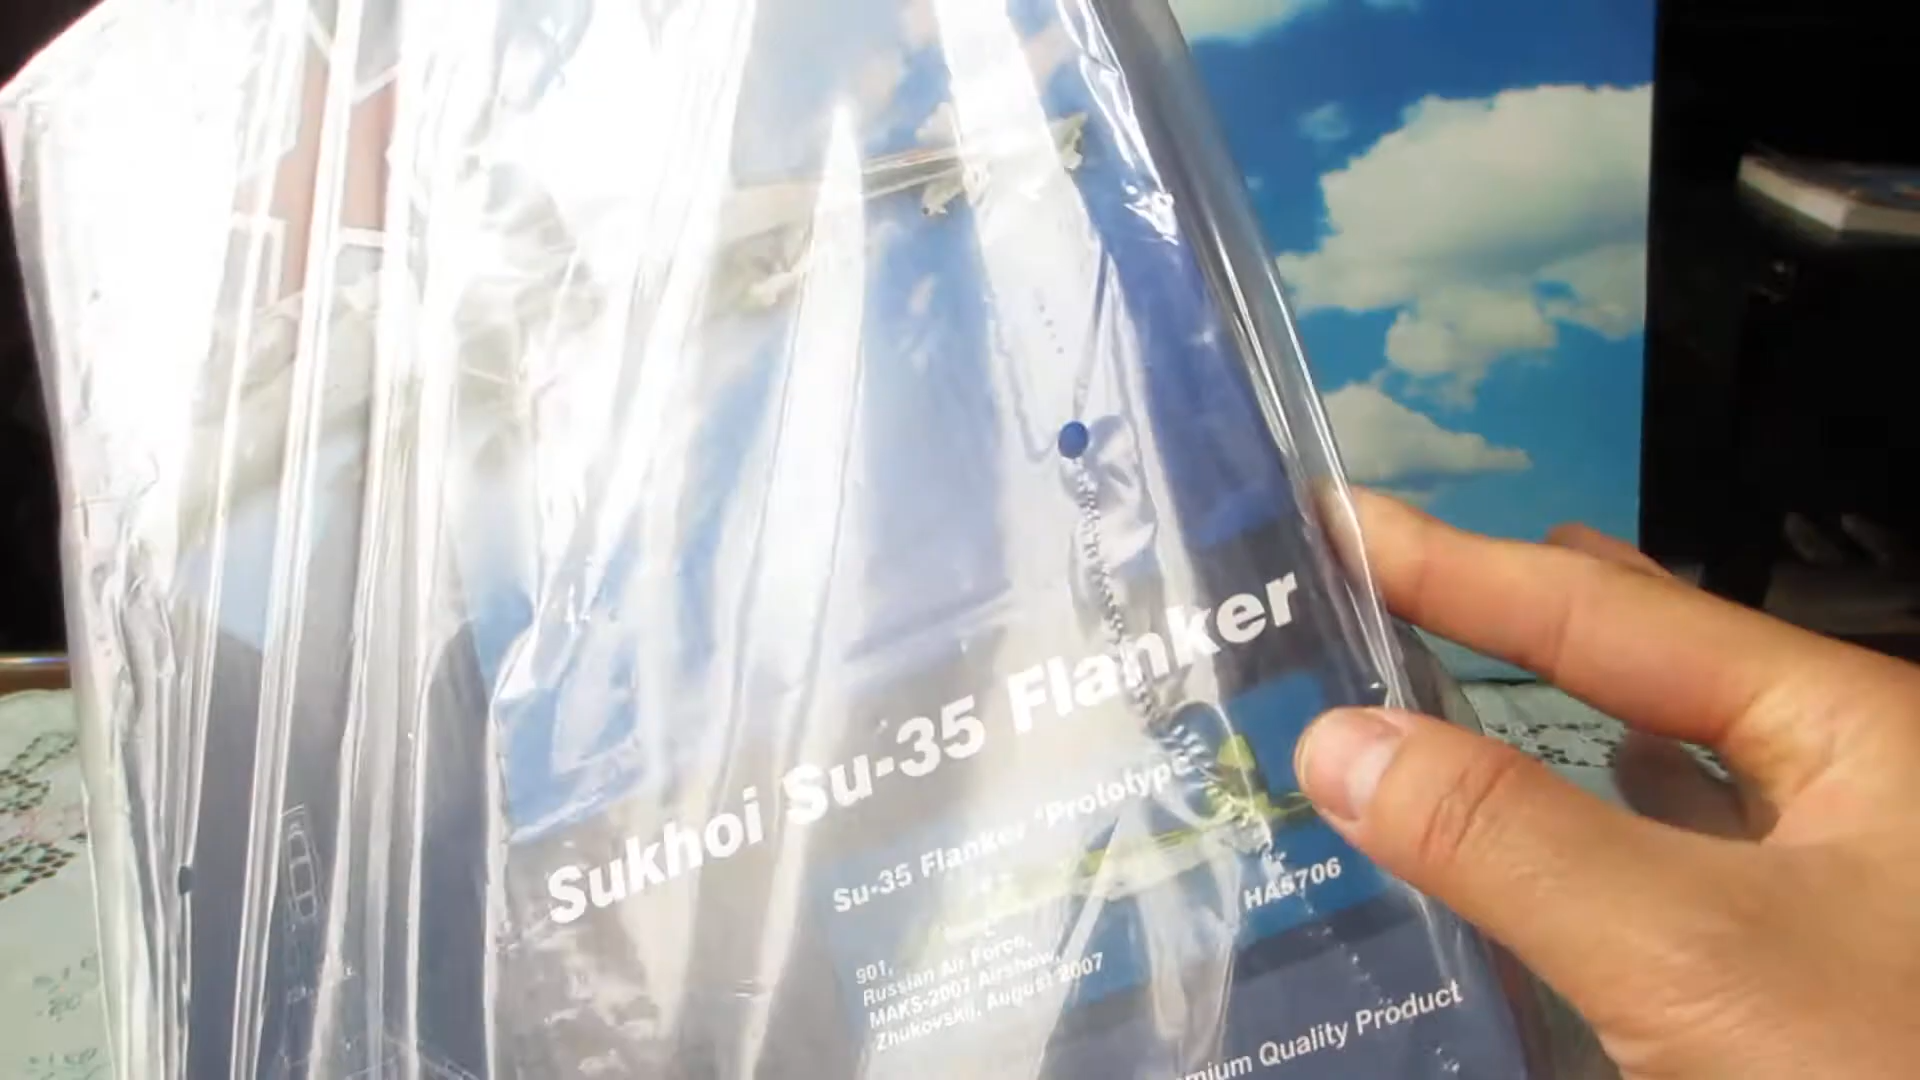 Sukhoi Su-35 Flanker
Su-35 Flanker "Prototype"
HA5706
901,
Russian Air Force,
MAKS-2007 Airshow,
Zhukovskij, August 2007
Quality Product